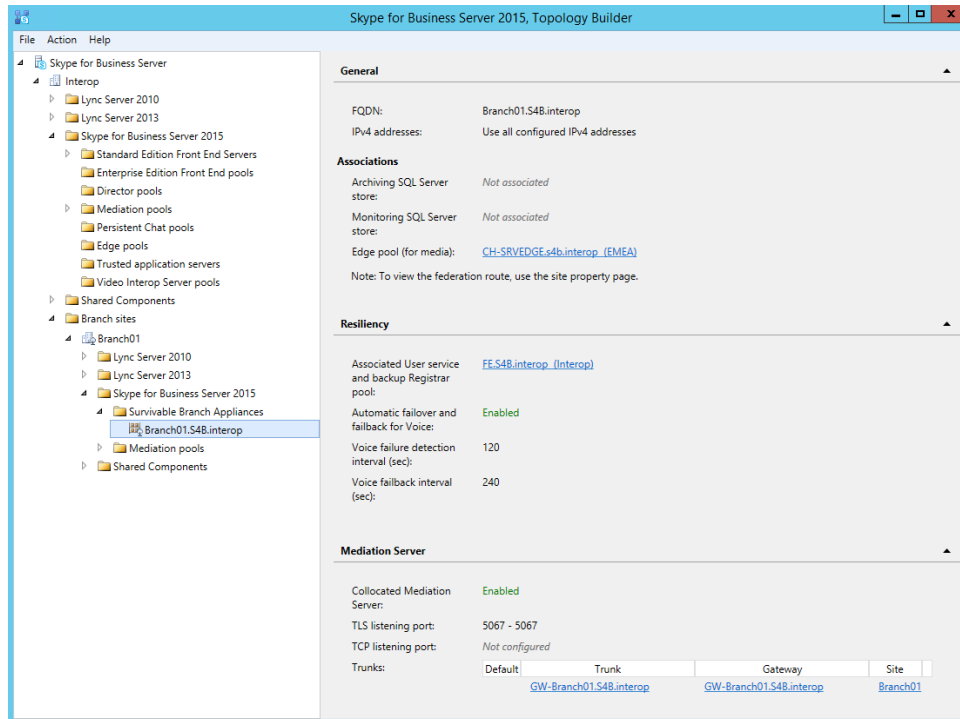 Skype for Business Server 2015, Topology Builder
File Action Help
Skype for Business Server
Interop
Lync Server 2010
Lync Server 2013
Skype for Business Server 2015
Standard Edition Front End Servers
Enterprise Edition Front End pools
Director pools
Mediation pools
Persistent Chat pools
Edge pools
Trusted application servers
Video Interop Server pools
Shared Components
Branch sites
Branch01
Lync Server 2010
Lync Server 2013
Skype for Business Server 2015
Survivable Branch Appliances
Branch01.S4B.interop
Mediation pools
Shared Components
General
FQDN: Branch01.S4B.interop
IPv4 addresses: Use all configured IPv4 addresses
Associations
Archiving SQL Server Not associated
store:
Monitoring SQL Server Not associated
store:
Edge pool (for media): CH-SRVEDGE.s4b.interop (EMEA)
Note: To view the federation route, use the site property page.
Resiliency
Associated User service FE.S4B.interop (Interop)
and backup Registrar
pool:
Automatic failover and Enabled
failback for Voice:
Voice failure detection 120
interval (sec):
Voice failback interval 240
(sec):
Mediation Server
Collocated Mediation Enabled
Server:
TLS listening port: 5067 - 5067
TCP listening port: Not configured
Trunks: Default Trunk Gateway Site
GW-Branch01.S4B.interop GW-Branch01.S4B.interop Branch01